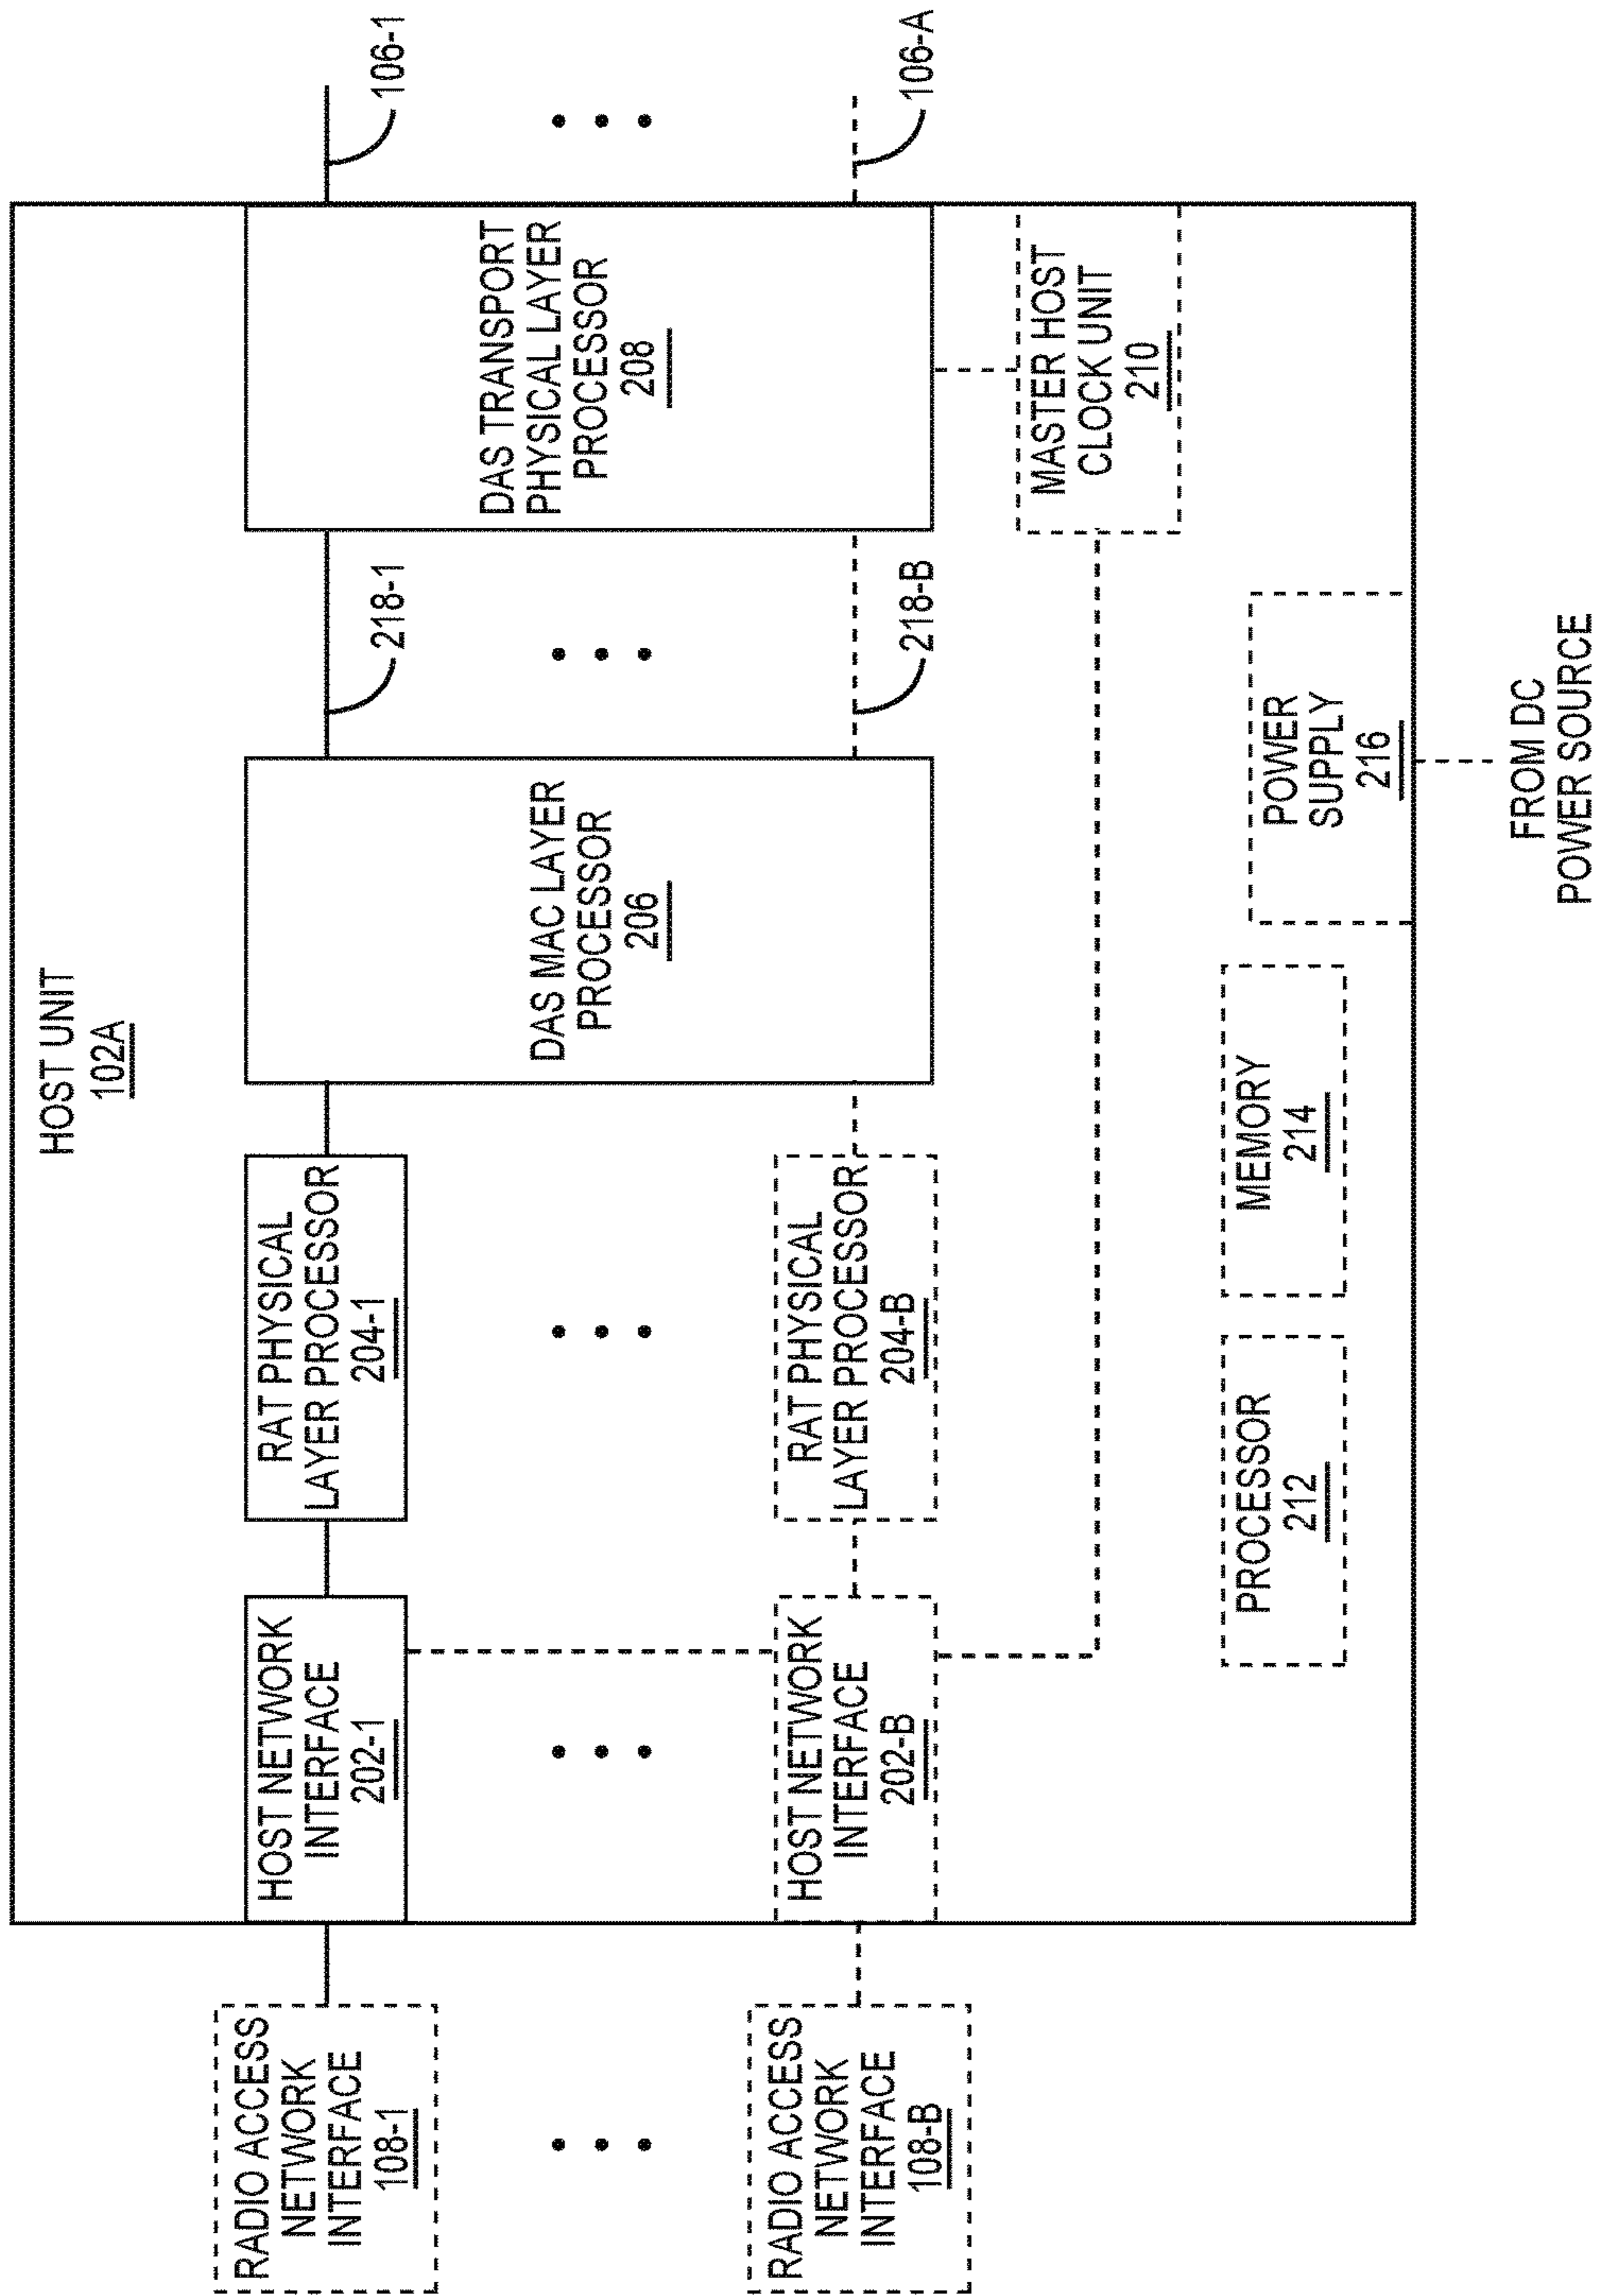 HOST UNIT
102A
RADIO ACCESS
NETWORK
INTERFACE
108-1
HOST NETWORK
INTERFACE
202-1
RAT PHYSICAL
LAYER PROCESSOR
204-1
DAS MAC LAYER
PROCESSOR
206
218-1
DAS TRANSPORT
PHYSICAL LAYER
PROCESSOR
208
106-1
RADIO ACCESS
NETWORK
INTERFACE
108-B
HOST NETWORK
INTERFACE
202-B
RAT PHYSICAL
LAYER PROCESSOR
204-B
218-B
106-A
MASTER HOST
CLOCK UNIT
210
PROCESSOR
212
MEMORY
214
POWER
SUPPLY
216
FROM DC
POWER SOURCE